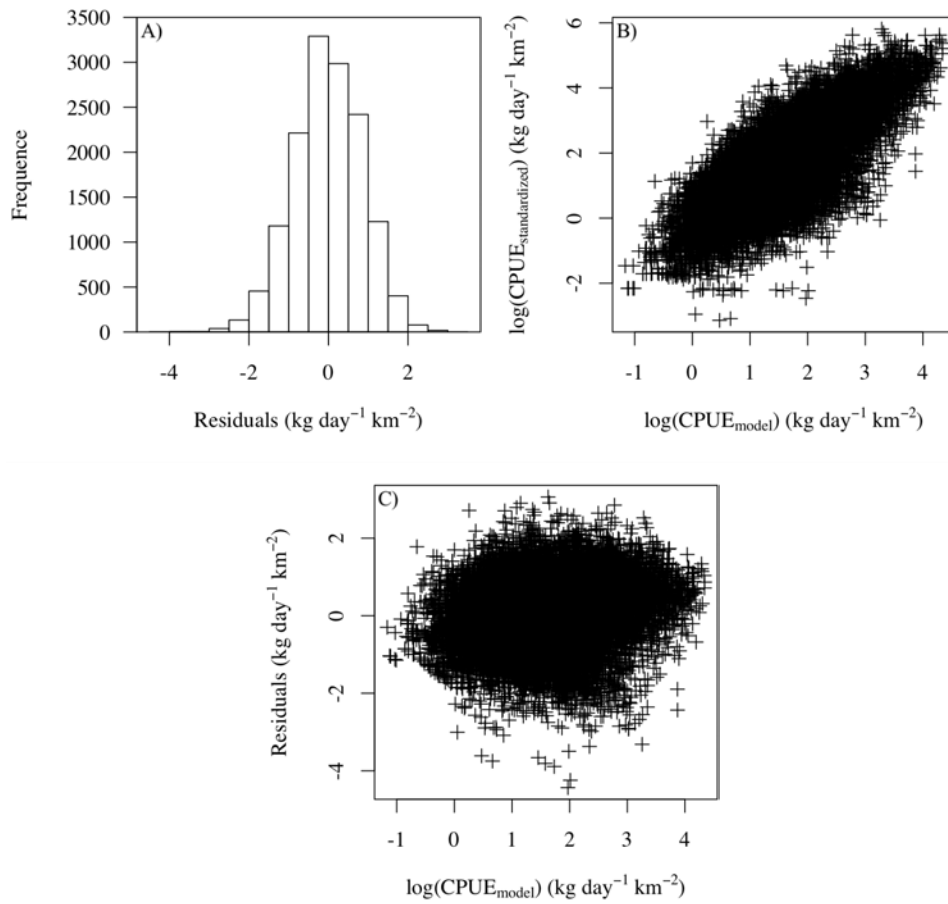 A)
3500
3000
2500
2000
1500
1000
500
0
Frequence
-4 -2 0 2
Residuals (kg day⁻¹ km⁻²)
B)
6
4
2
0
-2
log(CPUE_standardized) (kg day⁻¹ km⁻²)
-1 0 1 2 3 4
log(CPUE_model) (kg day⁻¹ km⁻²)
C)
2
0
-2
-4
Residuals (kg day⁻¹ km⁻²)
-1 0 1 2 3 4
log(CPUE_model) (kg day⁻¹ km⁻²)